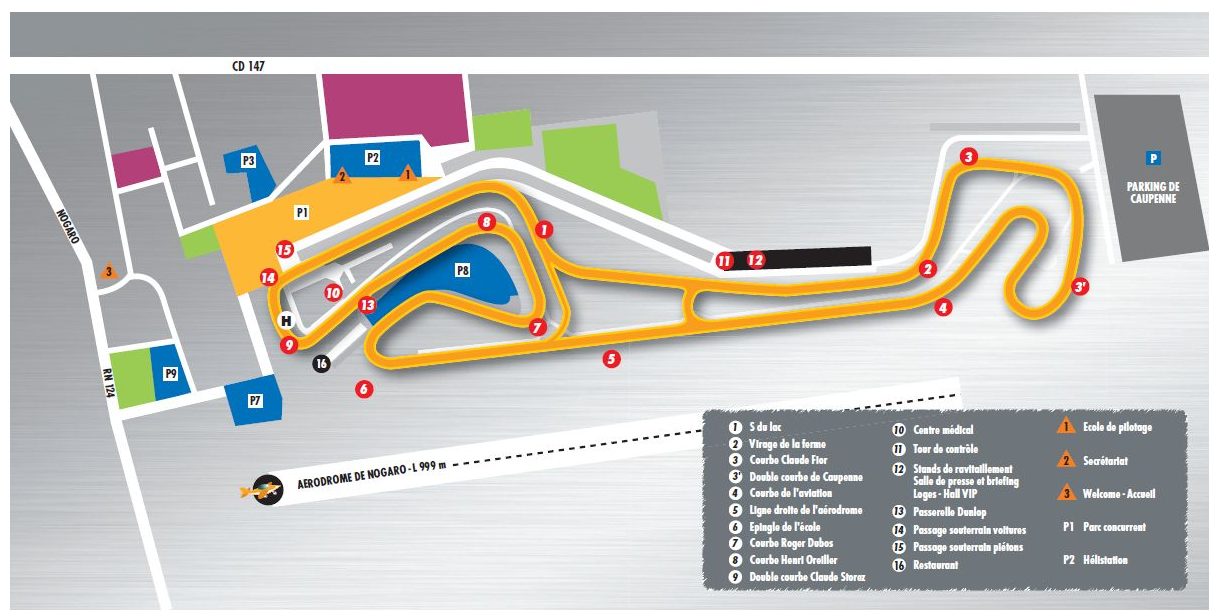 CD 147
3
P3
P2
2
1
P
PARKING DE
CAUPENNE
P1
NOGARO
8
1
15
3
11
12
2
14
P8
10
13
3'
4
H
7
9
16
5
P9
RN 124
6
P7
AÉRODROME DE NOGARO - L 999 m
1 S du lac
2 Virage de la ferme
3 Courbe Claude Flor
3' Double courbe de Caupenne
4 Courbe de l'aviation
5 Ligne droite de l'aérodrome
6 Epingle de l'école
7 Courbe Roger Dubos
8 Courbe Henri Oreiller
9 Double courbe Claude Storez
10 Centre médical
11 Tour de contrôle
12 Stands de ravitaillement
Salle de presse et briefing
Loges - Hall VIP
13 Passerelle Dunlop
14 Passage souterrain voitures
15 Passage souterrain piétons
16 Restaurant
1 Ecole de pilotage
2 Secrétariat
3 Welcome - Accueil
P1 Parc concurrent
P2 Hélistation